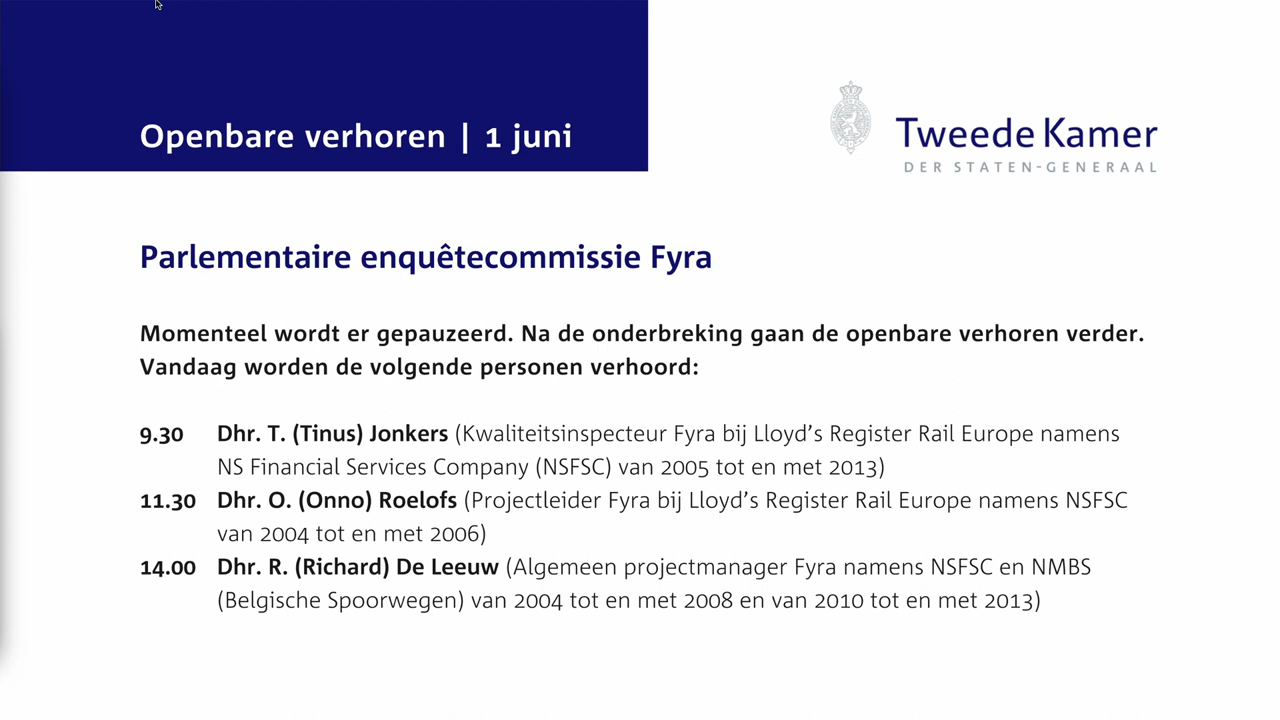 Openbare verhoren | 1 juni
Tweede Kamer
DER STATEN-GENERAAL
Parlementaire enquêtecommissie Fyra
Momenteel wordt er gepauzeerd. Na de onderbreking gaan de openbare verhoren verder.
Vandaag worden de volgende personen verhoord:
9.30 Dhr. T. (Tinus) Jonkers (Kwaliteitsinspecteur Fyra bij Lloyd’s Register Rail Europe namens
NS Financial Services Company (NSFSC) van 2005 tot en met 2013)
11.30 Dhr. O. (Onno) Roelofs (Projectleider Fyra bij Lloyd’s Register Rail Europe namens NSFSC
van 2004 tot en met 2006)
14.00 Dhr. R. (Richard) De Leeuw (Algemeen projectmanager Fyra namens NSFSC en NMBS
(Belgische Spoorwegen) van 2004 tot en met 2008 en van 2010 tot en met 2013)